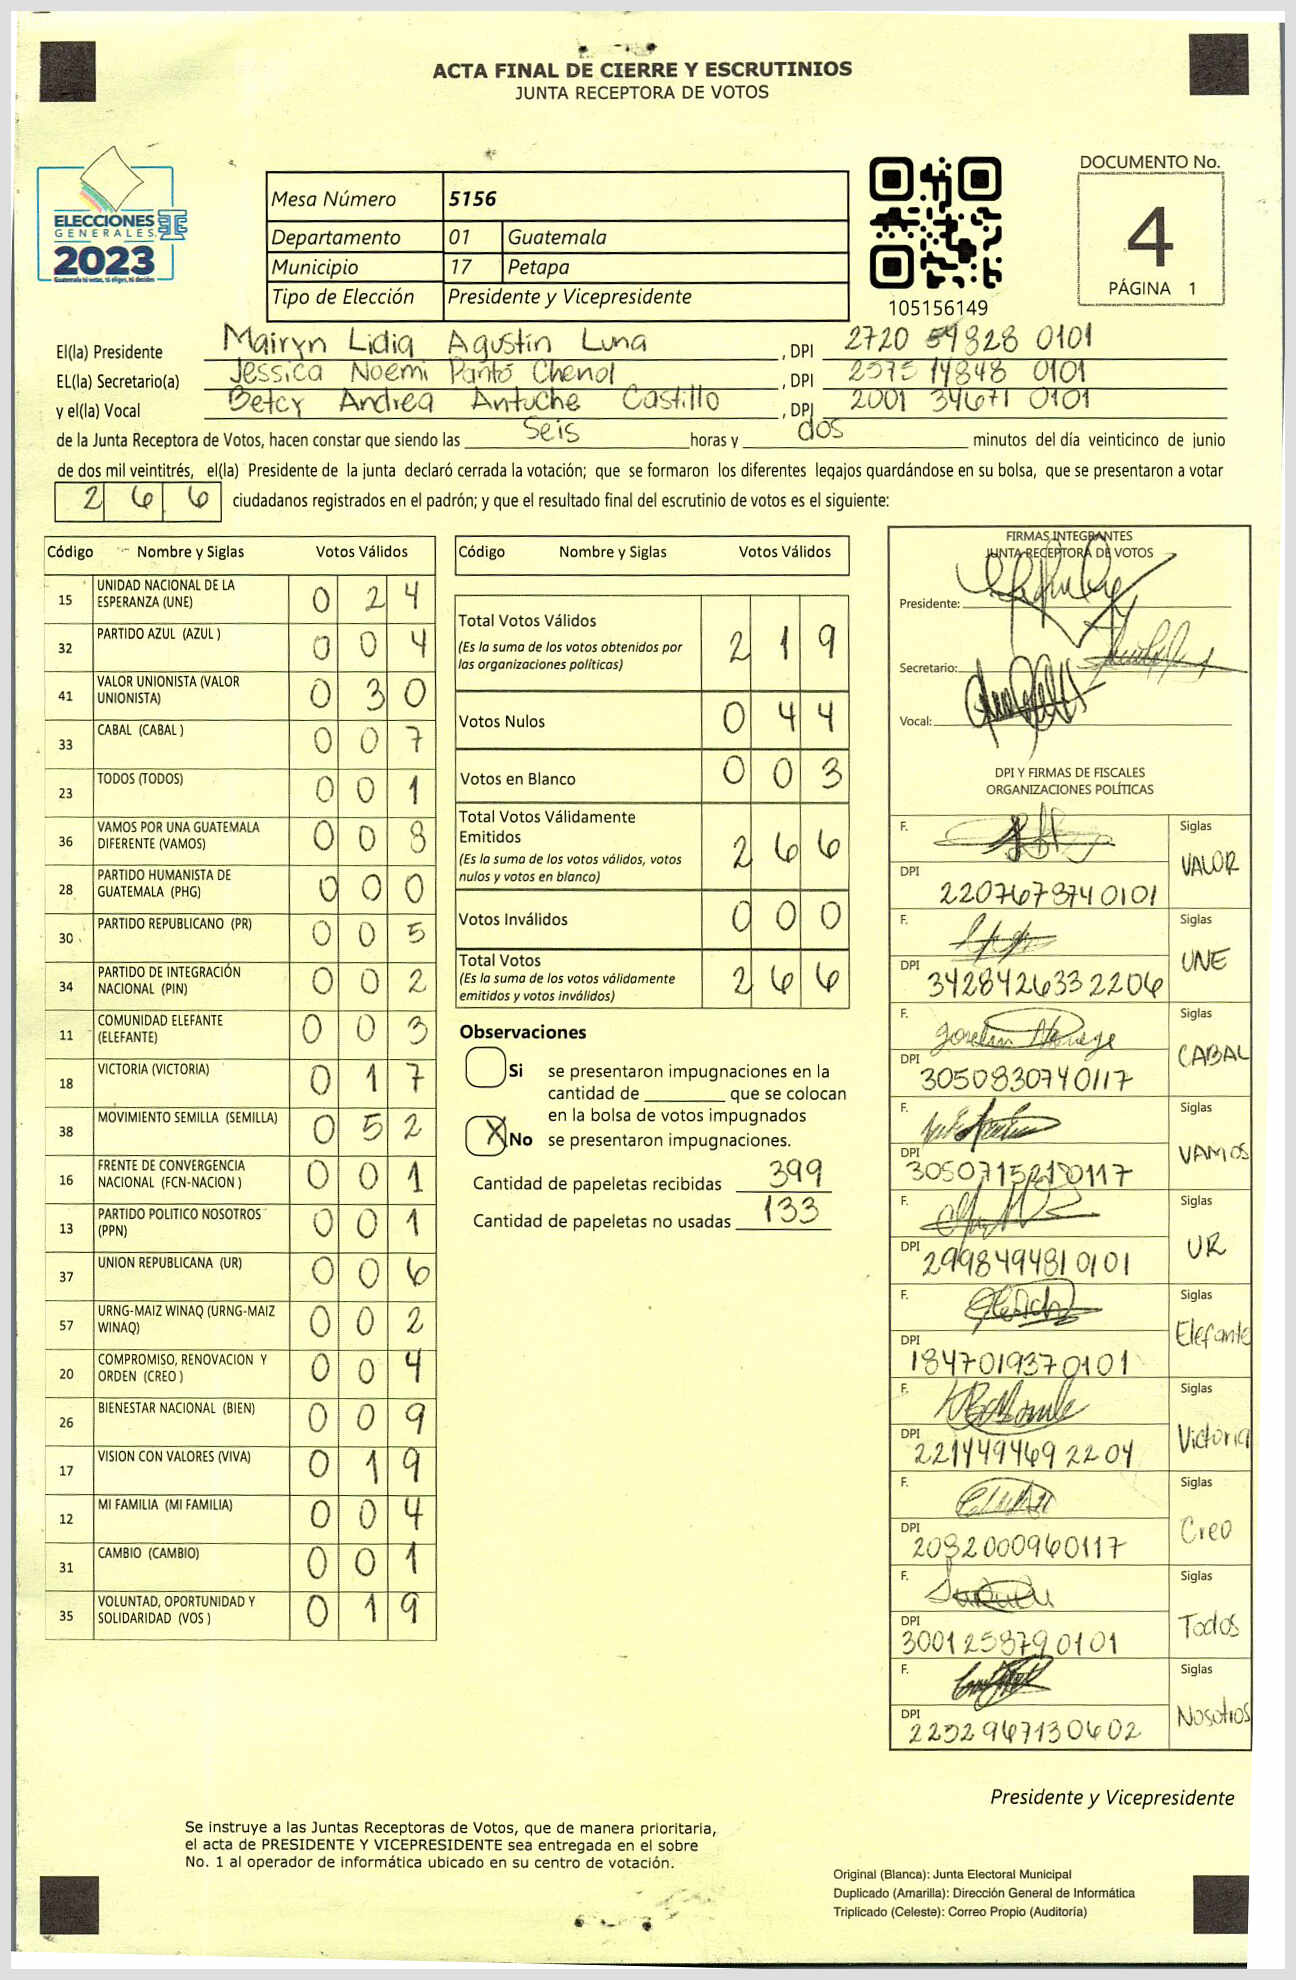 ACTA FINAL DE CIERRE Y ESCRUTINIOS
JUNTA RECEPTORA DE VOTOS
ELECCIONES
GENERALES
2023
Mesa Número 5156
Departamento 01 Guatemala
Municipio 17 Petapa
Tipo de Elección Presidente y Vicepresidente
105156149
DOCUMENTO No.
4
PÁGINA 1
El(la) Presidente Mairyn Lidia Agustín Luna , DPI 2720 54828 0101
EL(la) Secretario(a) Jessica Noemi Pantó Chenol , DPI 2575 14848 0101
y el(la) Vocal Betcy Andrea Antuche Castillo , DPI 2001 34671 0101
de la Junta Receptora de Votos, hacen constar que siendo las Seis horas y dos minutos del día veinticinco de junio
de dos mil veintitrés, el(la) Presidente de la junta declaró cerrada la votación; que se formaron los diferentes legajos guardándose en su bolsa, que se presentaron a votar
2 6 6 ciudadanos registrados en el padrón; y que el resultado final del escrutinio de votos es el siguiente:
Código Nombre y Siglas Votos Válidos
15 UNIDAD NACIONAL DE LA ESPERANZA (UNE) 0 2 4
32 PARTIDO AZUL (AZUL ) 0 0 4
41 VALOR UNIONISTA (VALOR UNIONISTA) 0 3 0
33 CABAL (CABAL ) 0 0 7
23 TODOS (TODOS) 0 0 1
36 VAMOS POR UNA GUATEMALA DIFERENTE (VAMOS) 0 0 8
28 PARTIDO HUMANISTA DE GUATEMALA (PHG) 0 0 0
30 PARTIDO REPUBLICANO (PR) 0 0 5
34 PARTIDO DE INTEGRACIÓN NACIONAL (PIN) 0 0 2
11 COMUNIDAD ELEFANTE (ELEFANTE) 0 0 3
18 VICTORIA (VICTORIA) 0 1 7
38 MOVIMIENTO SEMILLA (SEMILLA) 0 5 2
16 FRENTE DE CONVERGENCIA NACIONAL (FCN-NACION ) 0 0 1
13 PARTIDO POLITICO NOSOTROS (PPN) 0 0 1
37 UNION REPUBLICANA (UR) 0 0 6
57 URNG-MAIZ WINAQ (URNG-MAIZ WINAQ) 0 0 2
20 COMPROMISO, RENOVACION Y ORDEN (CREO ) 0 0 4
26 BIENESTAR NACIONAL (BIEN) 0 0 9
17 VISION CON VALORES (VIVA) 0 1 9
12 MI FAMILIA (MI FAMILIA) 0 0 4
31 CAMBIO (CAMBIO) 0 0 1
35 VOLUNTAD, OPORTUNIDAD Y SOLIDARIDAD (VOS ) 0 1 9
Código Nombre y Siglas Votos Válidos
Total Votos Válidos 2 1 9
(Es la suma de los votos obtenidos por
las organizaciones políticas)
Votos Nulos 0 4 4
Votos en Blanco 0 0 3
Total Votos Válidamente
Emitidos 2 6 6
(Es la suma de los votos válidos, votos
nulos y votos en blanco)
Votos Inválidos 0 0 0
Total Votos 2 6 6
(Es la suma de los votos válidamente
emitidos y votos inválidos)
Observaciones
Si se presentaron impugnaciones en la
cantidad de ________ que se colocan
en la bolsa de votos impugnados
X No se presentaron impugnaciones.
Cantidad de papeletas recibidas 399
Cantidad de papeletas no usadas 133
FIRMAS INTEGRANTES
JUNTA RECEPTORA DE VOTOS
Presidente:
Secretario:
Vocal:
DPI Y FIRMAS DE FISCALES
ORGANIZACIONES POLÍTICAS
F. Siglas
DPI 2207678740101 VALOR
F. Siglas
DPI 3428426332206 UNE
F. Siglas
DPI 3050830740117 CABAL
F. Siglas
DPI VAMOS
F. Siglas
DPI 2998494810101 UR
F. Siglas
DPI 1847019370101 Elefante
F. Siglas
DPI 2214494692204 Victoria
F. Siglas
DPI 2082000960117 Creo
F. Siglas
DPI 3001258790101 Todos
F. Siglas
DPI 2252967130602 Nosotros
Presidente y Vicepresidente
Se instruye a las Juntas Receptoras de Votos, que de manera prioritaria,
el acta de PRESIDENTE Y VICEPRESIDENTE sea entregada en el sobre
No. 1 al operador de informática ubicado en su centro de votación.
Original (Blanca): Junta Electoral Municipal
Duplicado (Amarilla): Dirección General de Informática
Triplicado (Celeste): Correo Propio (Auditoría)